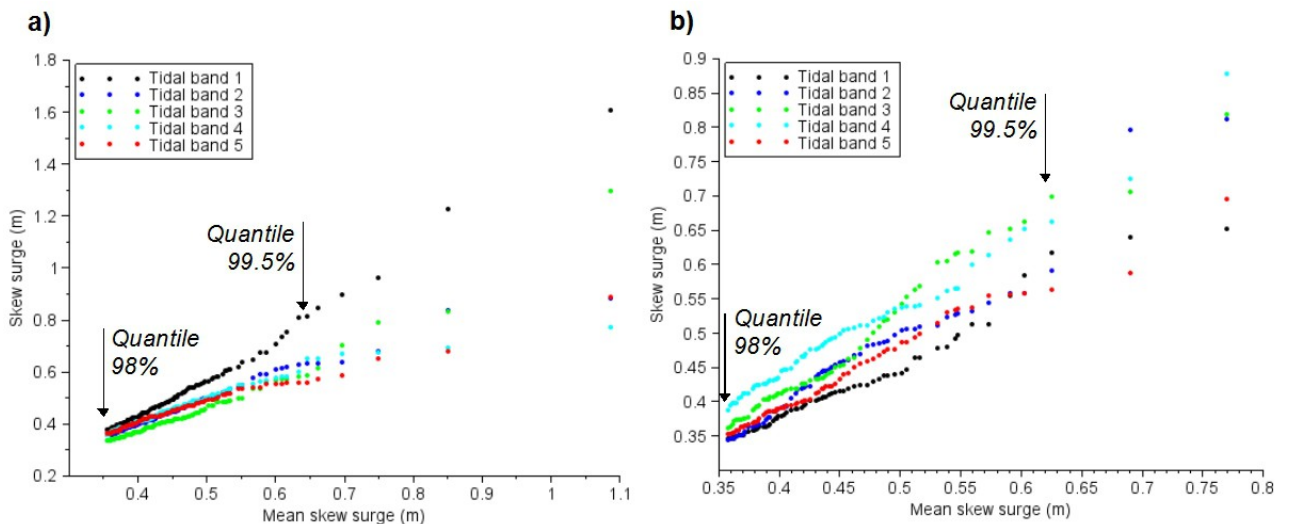 a)
1.8
1.6
1.4
1.2
1
0.8
0.6
0.4
0.2
Skew surge (m)
Tidal band 1
Tidal band 2
Tidal band 3
Tidal band 4
Tidal band 5
Quantile
99.5%
Quantile
98%
0.4 0.5 0.6 0.7 0.8 0.9 1 1.1
Mean skew surge (m)
b)
0.9
0.85
0.8
0.75
0.7
0.65
0.6
0.55
0.5
0.45
0.4
0.35
Skew surge (m)
Tidal band 1
Tidal band 2
Tidal band 3
Tidal band 4
Tidal band 5
Quantile
99.5%
Quantile
98%
0.35 0.4 0.45 0.5 0.55 0.6 0.65 0.7 0.75 0.8
Mean skew surge (m)